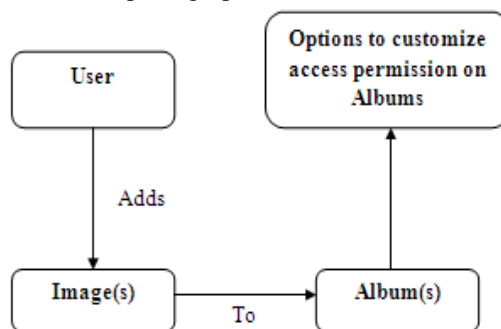 User
Options to customize
access permission on
Albums
Adds
Image(s)
To
Album(s)